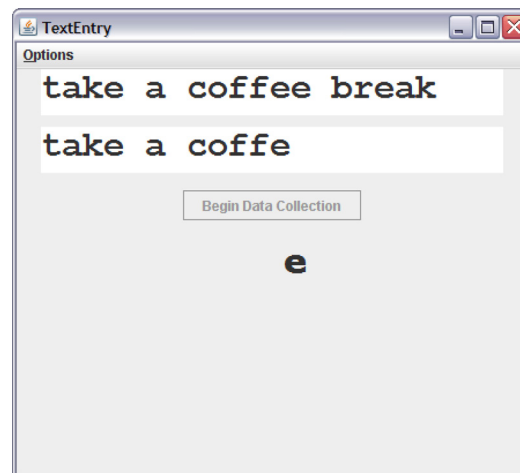 TextEntry
Options
take a coffee break
take a coffe
Begin Data Collection
e